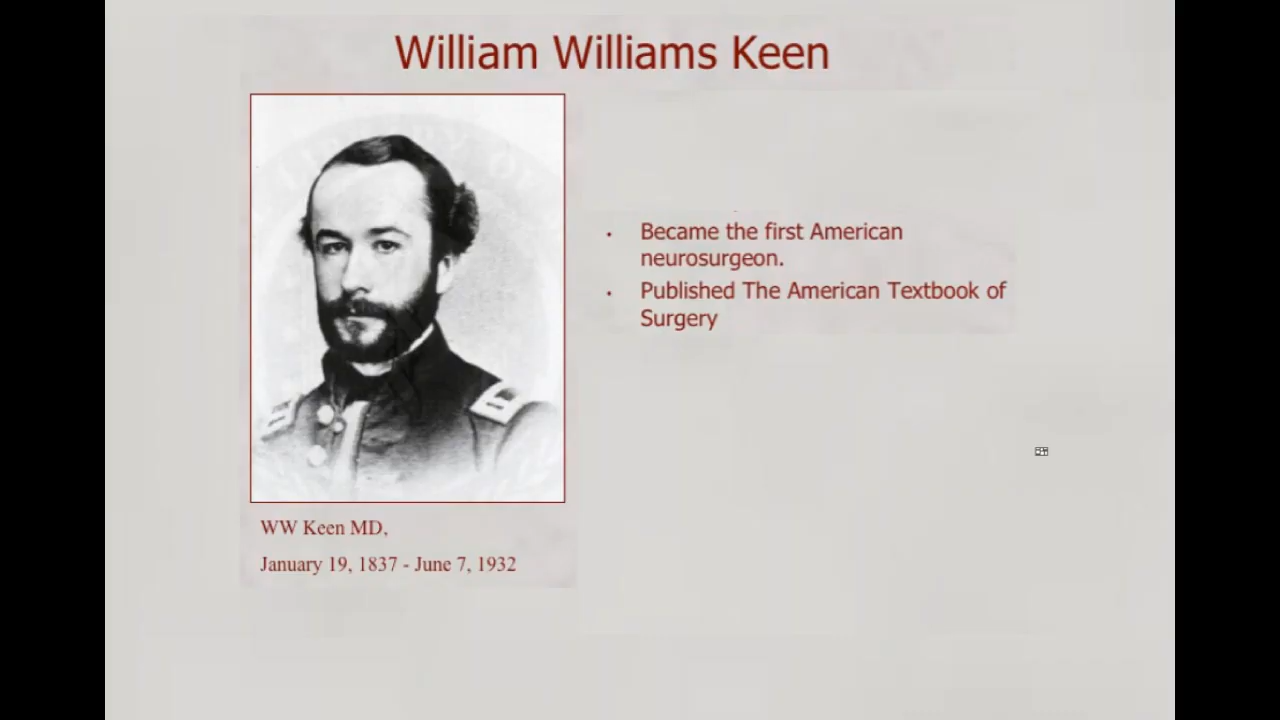 William Williams Keen
• Became the first American
neurosurgeon.
• Published The American Textbook of
Surgery
WW Keen MD,
January 19, 1837 - June 7, 1932